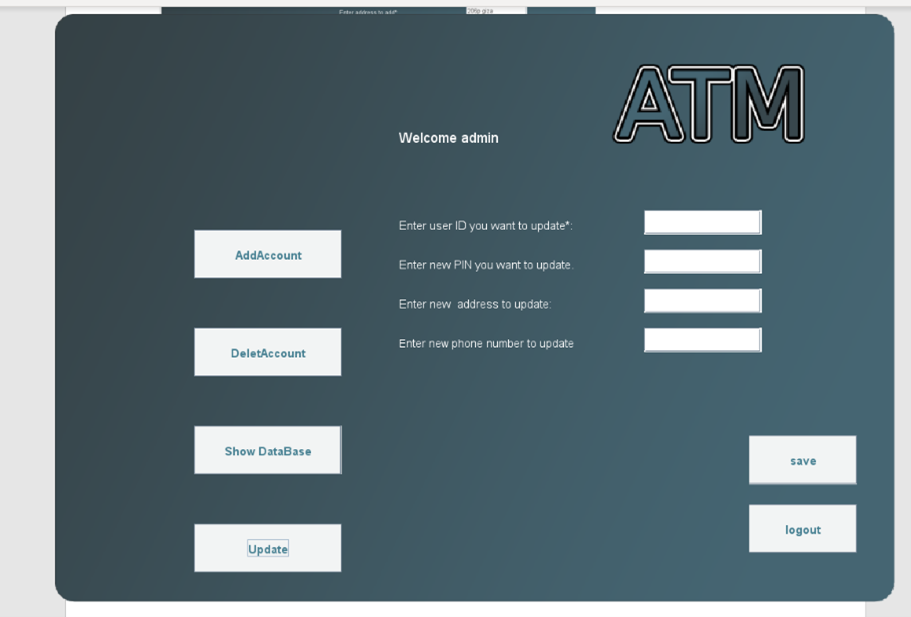 Enter address to add*:
ATM
Welcome admin
Enter user ID you want to update*:
AddAccount
Enter new PIN you want to update.
Enter new address to update:
DeletAccount
Enter new phone number to update
Show DataBase
save
logout
Update